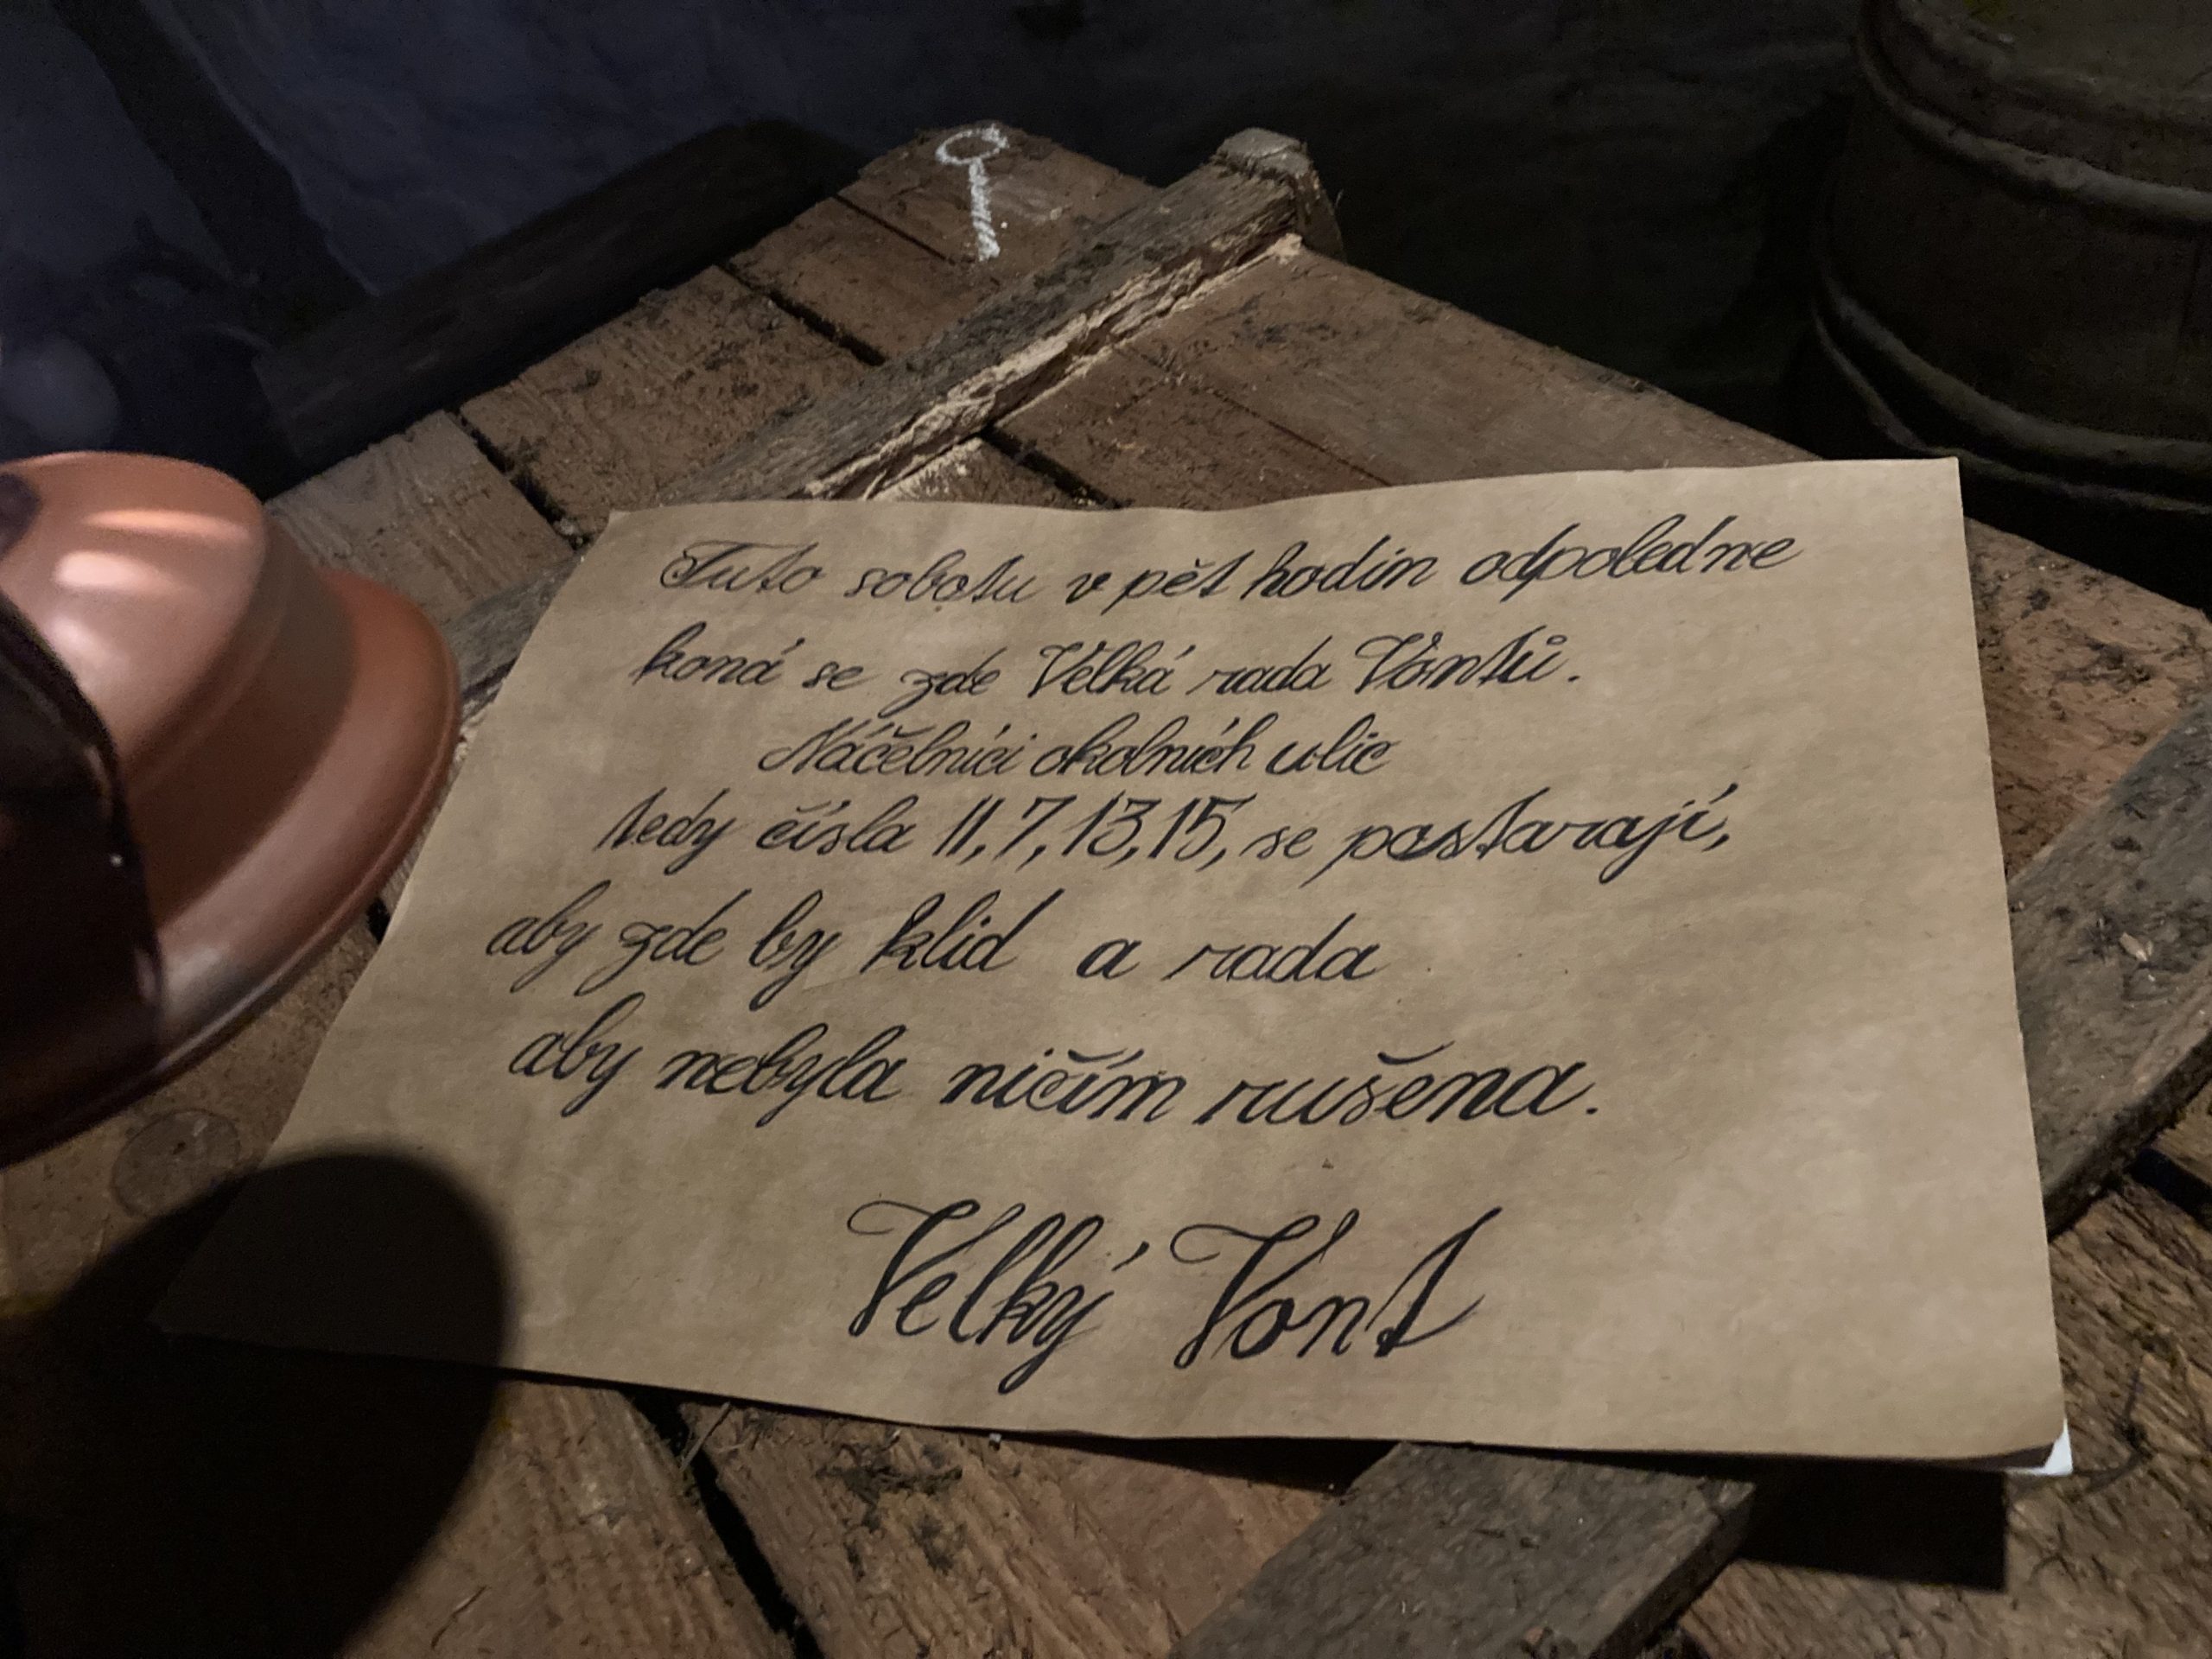 Tuto sobotu v pět hodin odpoledne
koná se zde Velká rada Vontů.
Náčelníci okolních ulic
tedy čísla 11, 7, 13, 15, se postarají,
aby zde by klid a rada
aby nebyla ničím rušena.
Velký Vont